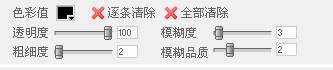 色彩值 逐条清除 全部清除
透明度 100 模糊度 3
粗细度 2 模糊品质 2